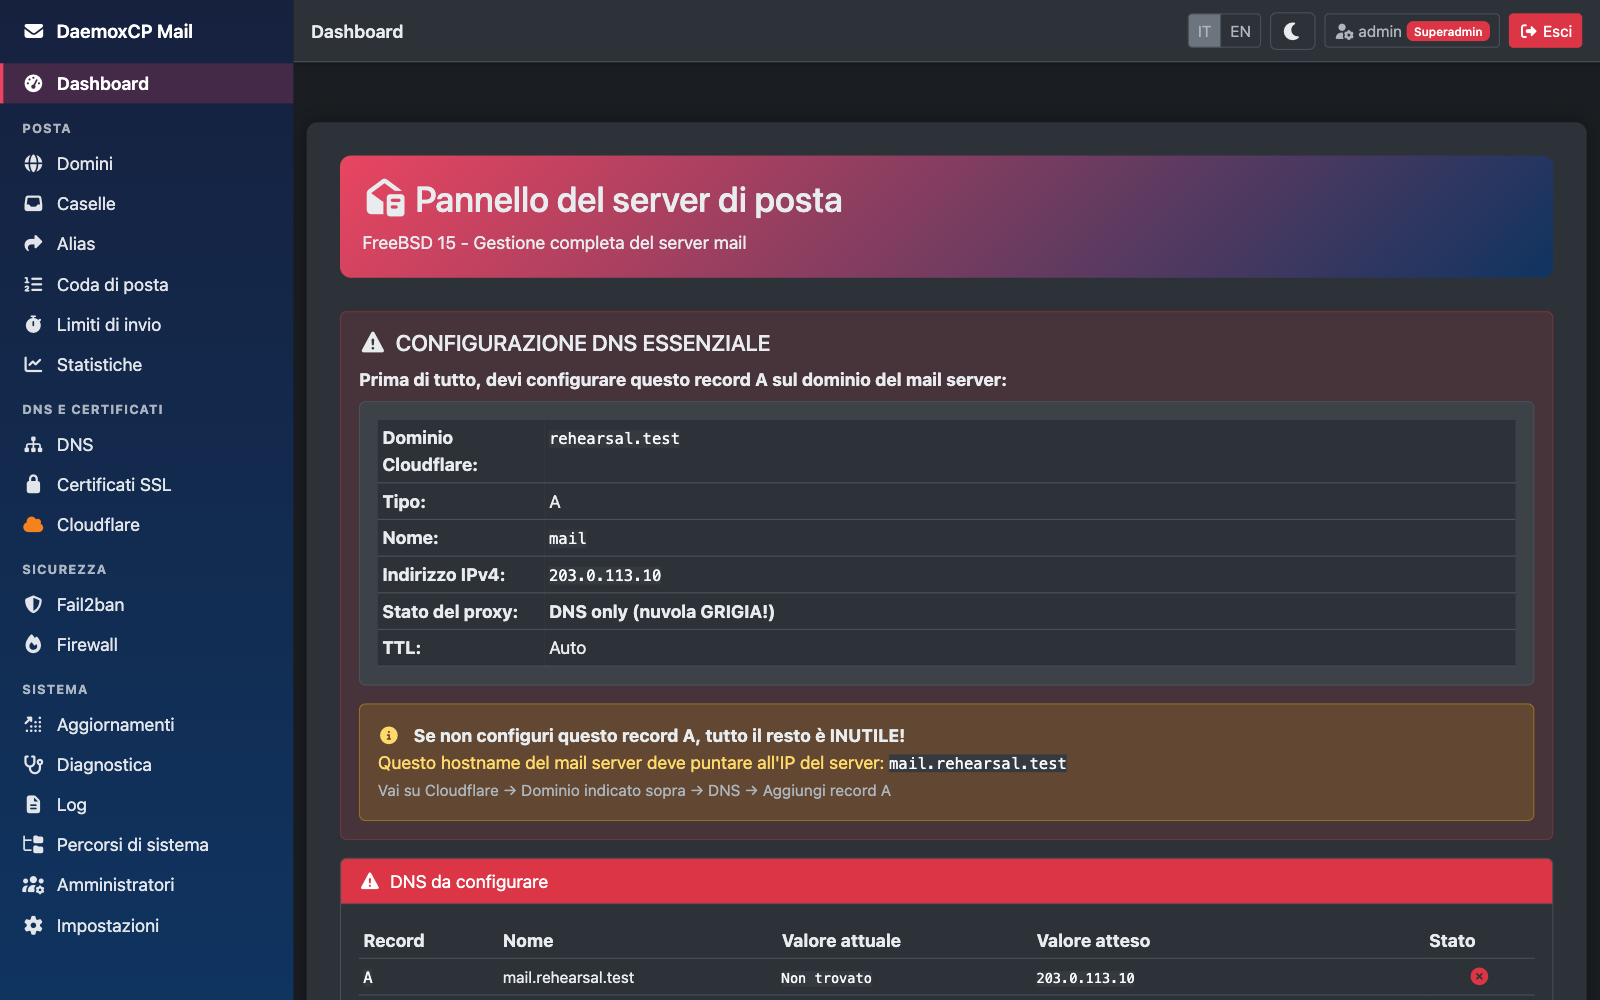 DaemoxCP Mail
Dashboard
IT EN
admin Superadmin
Esci
Dashboard
POSTA
Domini
Caselle
Alias
Coda di posta
Limiti di invio
Statistiche
DNS E CERTIFICATI
DNS
Certificati SSL
Cloudflare
SICUREZZA
Fail2ban
Firewall
SISTEMA
Aggiornamenti
Diagnostica
Log
Percorsi di sistema
Amministratori
Impostazioni
Pannello del server di posta
FreeBSD 15 - Gestione completa del server mail
CONFIGURAZIONE DNS ESSENZIALE
Prima di tutto, devi configurare questo record A sul dominio del mail server:
Dominio Cloudflare: rehearsal.test
Tipo: A
Nome: mail
Indirizzo IPv4: 203.0.113.10
Stato del proxy: DNS only (nuvola GRIGIA!)
TTL: Auto
Se non configuri questo record A, tutto il resto è INUTILE!
Questo hostname del mail server deve puntare all'IP del server: mail.rehearsal.test
Vai su Cloudflare → Dominio indicato sopra → DNS → Aggiungi record A
DNS da configurare
Record Nome Valore attuale Valore atteso Stato
A mail.rehearsal.test Non trovato 203.0.113.10